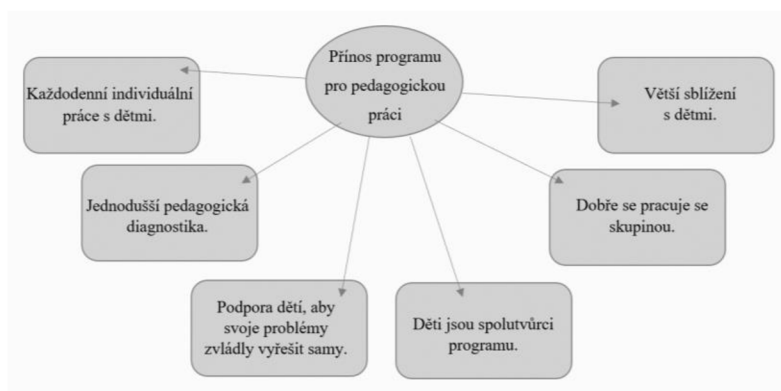 Přínos programu
pro pedagogickou
práci
Každodenní individuální
práce s dětmi.
Větší sblížení
s dětmi.
Jednodušší pedagogická
diagnostika.
Dobře se pracuje se
skupinou.
Podpora dětí, aby
svoje problémy
zvládly vyřešit samy.
Děti jsou spolutvůrci
programu.